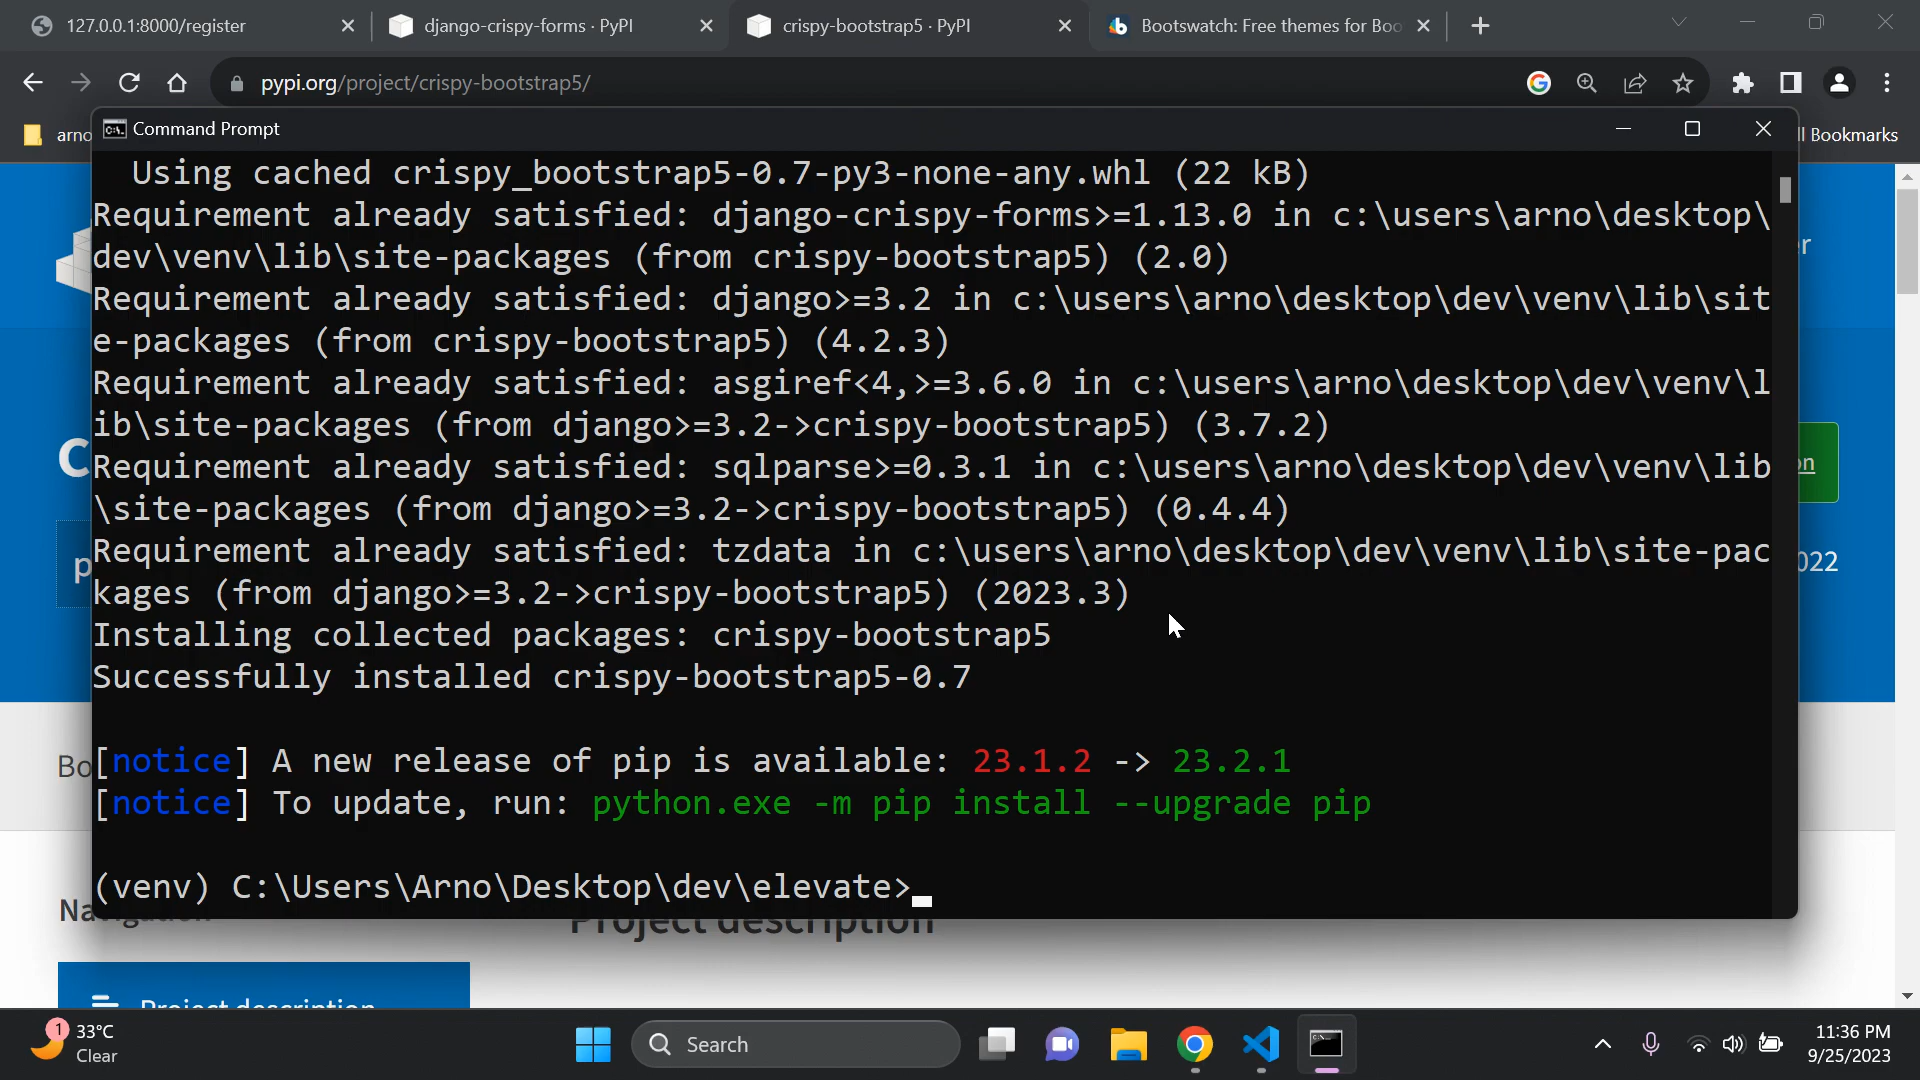 127.0.0.1:8000/register
django-crispy-forms · PyPI
crispy-bootstrap5 · PyPI
Bootswatch: Free themes for Boo
pypi.org/project/crispy-bootstrap5/
arno
Command Prompt
ll Bookmarks
Using cached crispy_bootstrap5-0.7-py3-none-any.whl (22 kB)
Requirement already satisfied: django-crispy-forms>=1.13.0 in c:\users\arno\desktop\
dev\venv\lib\site-packages (from crispy-bootstrap5) (2.0)
Requirement already satisfied: django>=3.2 in c:\users\arno\desktop\dev\venv\lib\sit
e-packages (from crispy-bootstrap5) (4.2.3)
Requirement already satisfied: asgiref<4,>=3.6.0 in c:\users\arno\desktop\dev\venv\l
ib\site-packages (from django>=3.2->crispy-bootstrap5) (3.7.2)
Requirement already satisfied: sqlparse>=0.3.1 in c:\users\arno\desktop\dev\venv\lib
\site-packages (from django>=3.2->crispy-bootstrap5) (0.4.4)
Requirement already satisfied: tzdata in c:\users\arno\desktop\dev\venv\lib\site-pac
kages (from django>=3.2->crispy-bootstrap5) (2023.3)
Installing collected packages: crispy-bootstrap5
Successfully installed crispy-bootstrap5-0.7
[notice] A new release of pip is available: 23.1.2 -> 23.2.1
[notice] To update, run: python.exe -m pip install --upgrade pip
(venv) C:\Users\Arno\Desktop\dev\elevate>
Navigation
Project description
Project description
1
33°C
Clear
Search
11:36 PM
9/25/2023